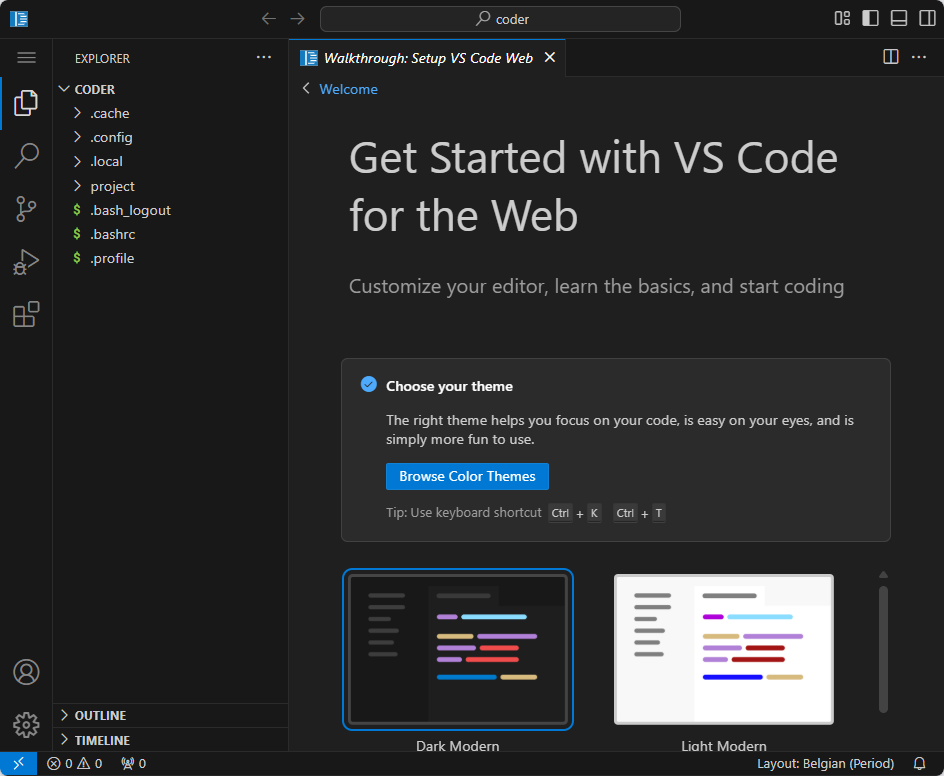 coder
EXPLORER
Walkthrough: Setup VS Code Web
Welcome
CODER
.cache
.config
.local
project
$ .bash_logout
$ .bashrc
$ .profile
Get Started with VS Code
for the Web
Customize your editor, learn the basics, and start coding
Choose your theme
The right theme helps you focus on your code, is easy on your eyes, and is
simply more fun to use.
Browse Color Themes
Tip: Use keyboard shortcut Ctrl + K Ctrl + T
Dark Modern
Light Modern
OUTLINE
TIMELINE
0 0 0
Layout: Belgian (Period)